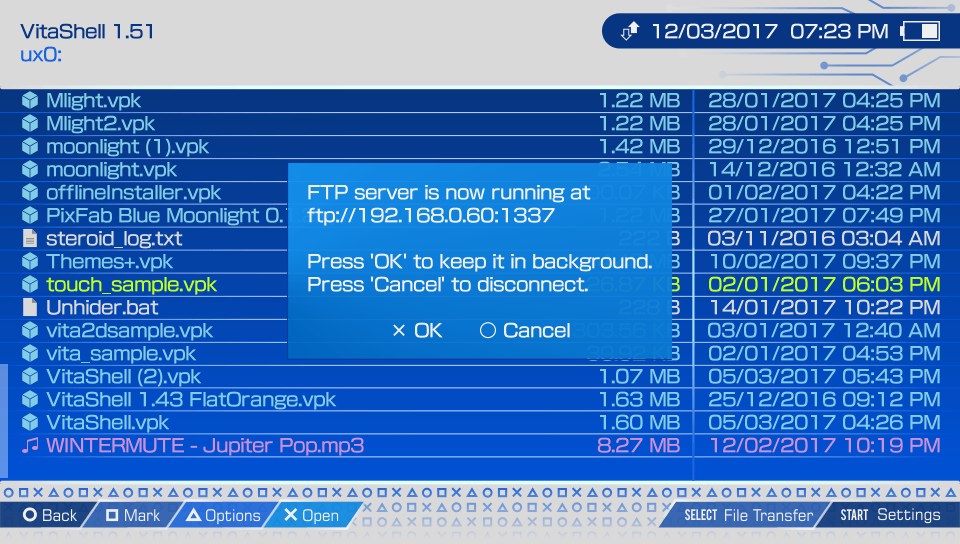 VitaShell 1.51
12/03/2017 07:23 PM
ux0:
Mlight.vpk 1.22 MB 28/01/2017 04:25 PM
Mlight2.vpk 1.22 MB 28/01/2017 04:25 PM
moonlight (1).vpk 1.42 MB 29/12/2016 12:51 PM
moonlight.vpk 2.54 MB 14/12/2016 12:32 AM
offlineInstaller.vpk 01/02/2017 04:22 PM
PixFab Blue Moonlight 0. 1.22 MB 27/01/2017 07:49 PM
steroid_log.txt 222 B 03/11/2016 03:04 AM
Themes+.vpk 10/02/2017 09:37 PM
touch_sample.vpk 02/01/2017 06:03 PM
Unhider.bat 14/01/2017 10:22 PM
vita2dsample.vpk 03/01/2017 12:40 AM
vita_sample.vpk 02/01/2017 04:53 PM
VitaShell (2).vpk 1.07 MB 05/03/2017 05:43 PM
VitaShell 1.43 FlatOrange.vpk 1.63 MB 25/12/2016 09:12 PM
VitaShell.vpk 1.60 MB 05/03/2017 04:26 PM
WINTERMUTE - Jupiter Pop.mp3 8.27 MB 12/02/2017 10:19 PM
FTP server is now running at
ftp://192.168.0.60:1337
Press 'OK' to keep it in background.
Press 'Cancel' to disconnect.
× OK ○ Cancel
Back Mark Options Open SELECT File Transfer START Settings